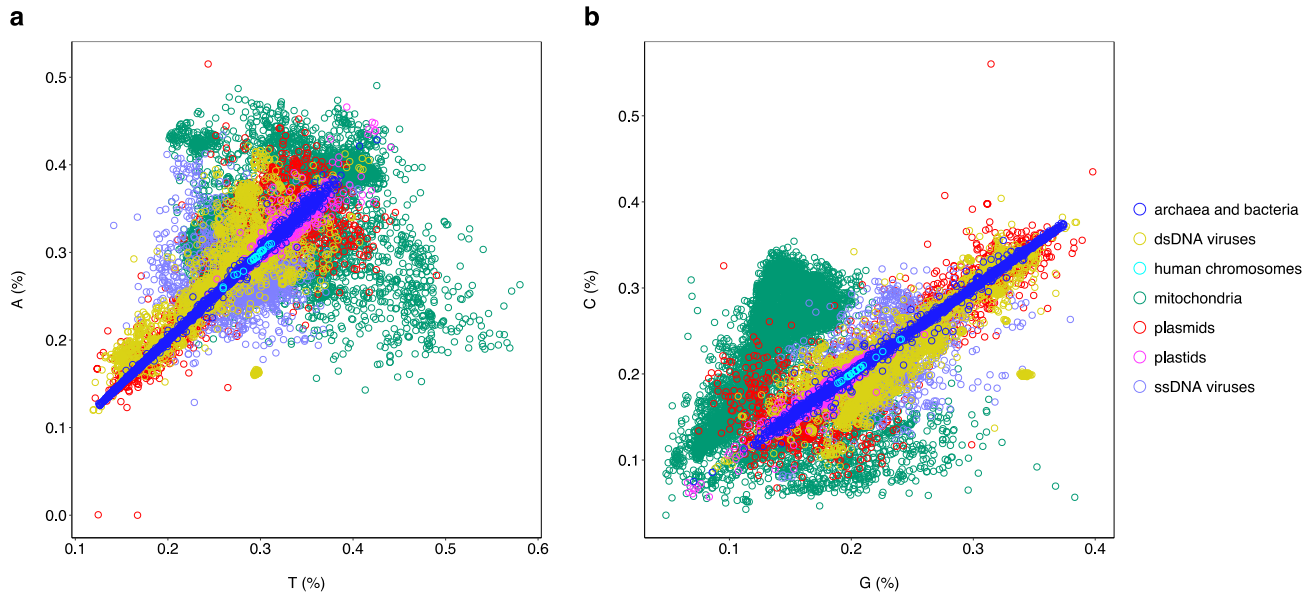 a
b
0.5
0.4
0.3
0.2
0.1
0.0
A (%)
0.1
0.2
0.3
0.4
0.5
0.6
T (%)
0.5
0.4
0.3
0.2
0.1
C (%)
0.1
0.2
0.3
0.4
G (%)
archaea and bacteria
dsDNA viruses
human chromosomes
mitochondria
plasmids
plastids
ssDNA viruses